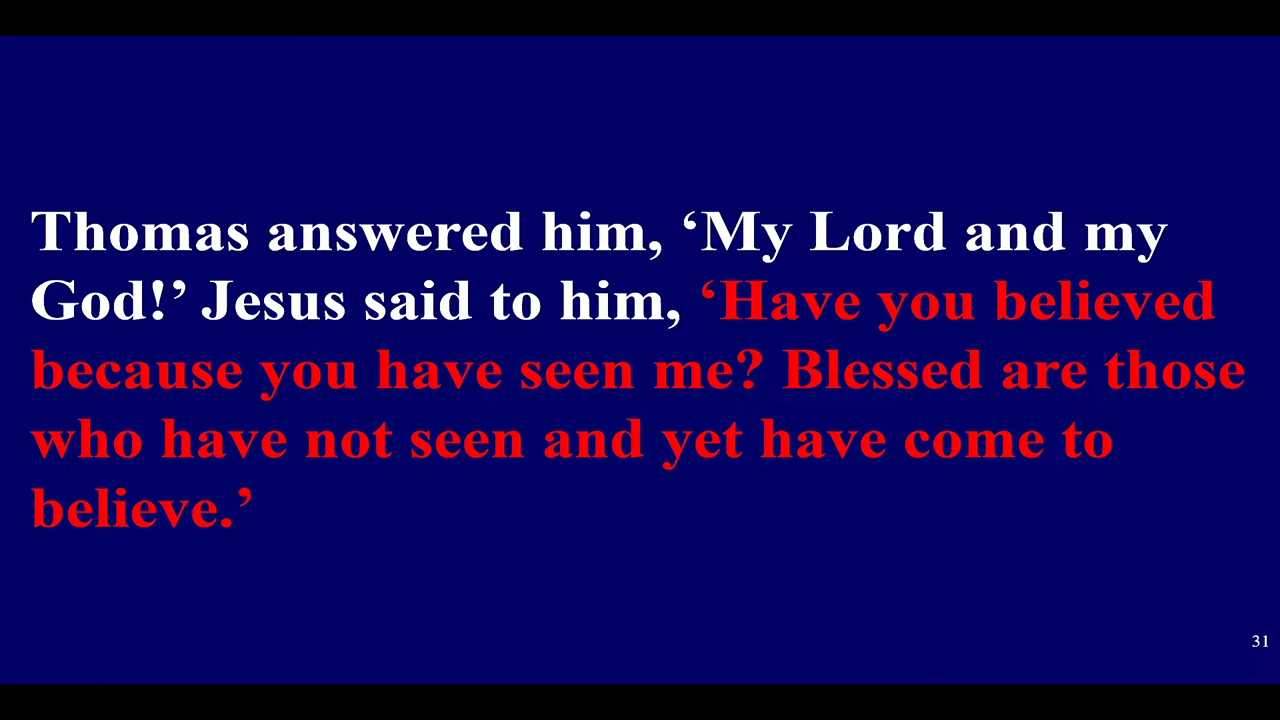 Thomas answered him, ‘My Lord and my
God!’ Jesus said to him, ‘Have you believed
because you have seen me? Blessed are those
who have not seen and yet have come to
believe.’
31